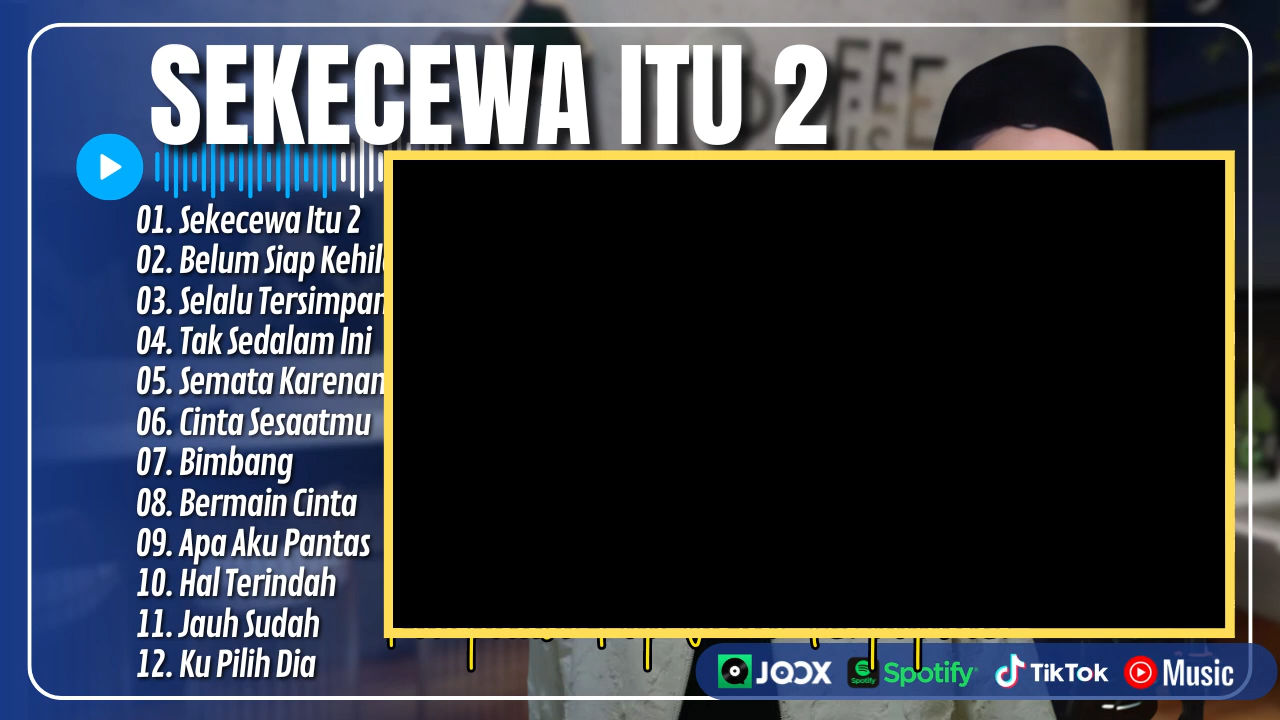 SEKECEWA ITU 2
01. Sekecewa Itu 2
02. Belum Siap
03. Selalu Tersimpan
04. Tak Sedalam Ini
05. Semata
06. Cinta Sesaatmu
07. Bimbang
08. Bermain Cinta
09. Apa Aku Pantas
10. Hal Terindah
11. Jauh Sudah
12. Ku Pilih Dia
JOOX Spotify Spotify TikTok Music